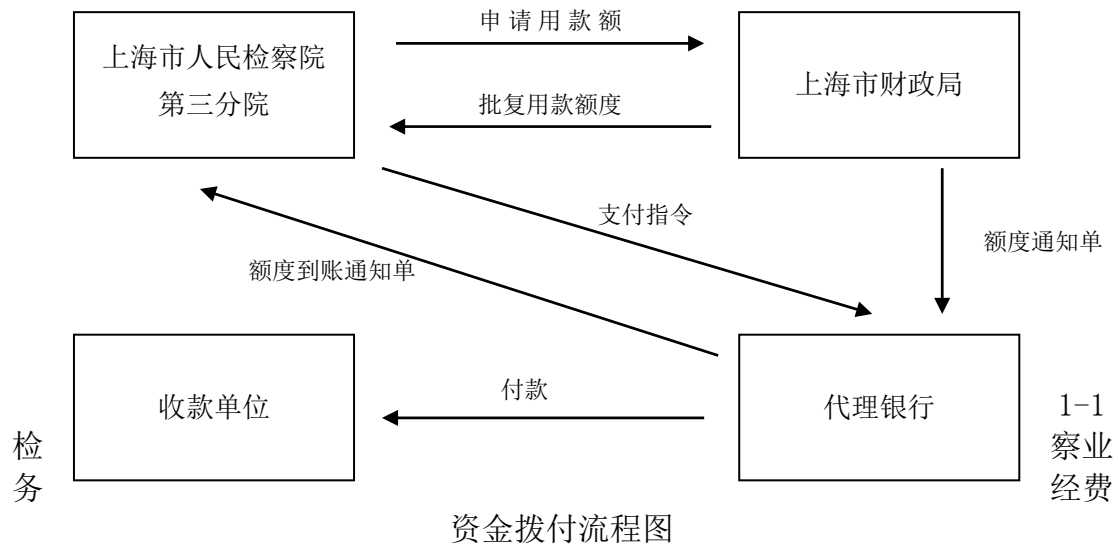 申 请 用 款 额
上海市人民检察院
第三分院
上海市财政局
批复用款额度
支付指令
额度通知单
额度到账通知单
付款
收款单位
代理银行
检 1-1
务 察业
经费
资金拨付流程图